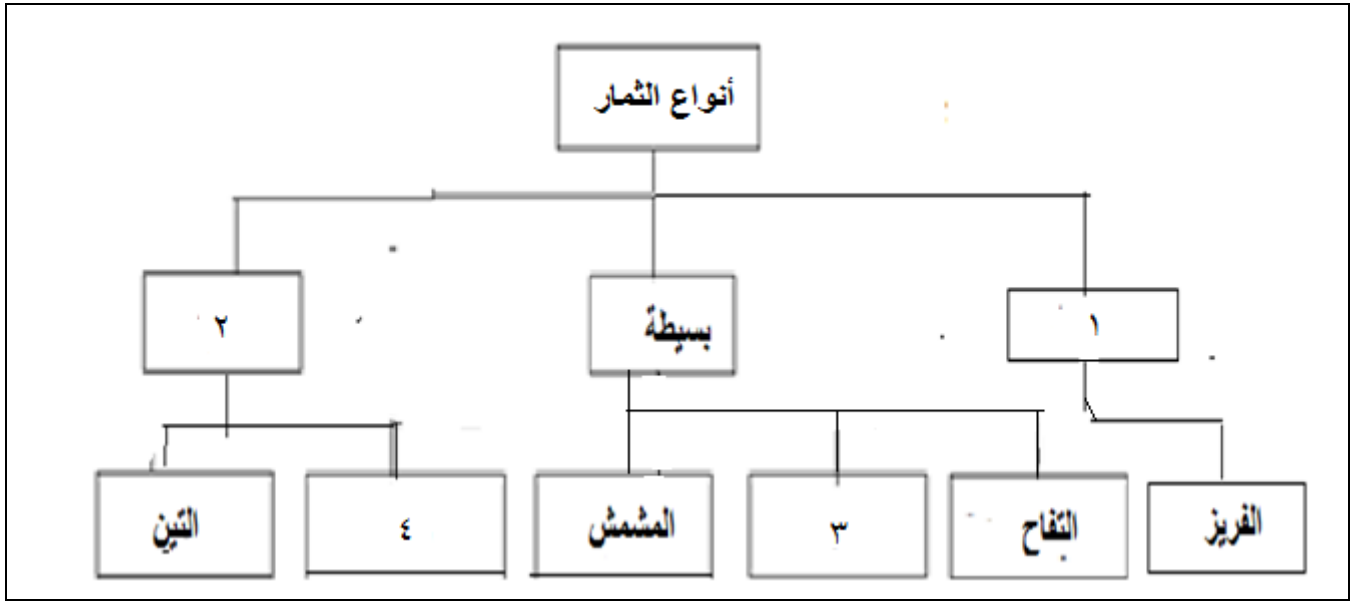 أنواع الثمار
١
بسيطة
٢
الفريز
التفاح
٣
المشمش
٤
التين